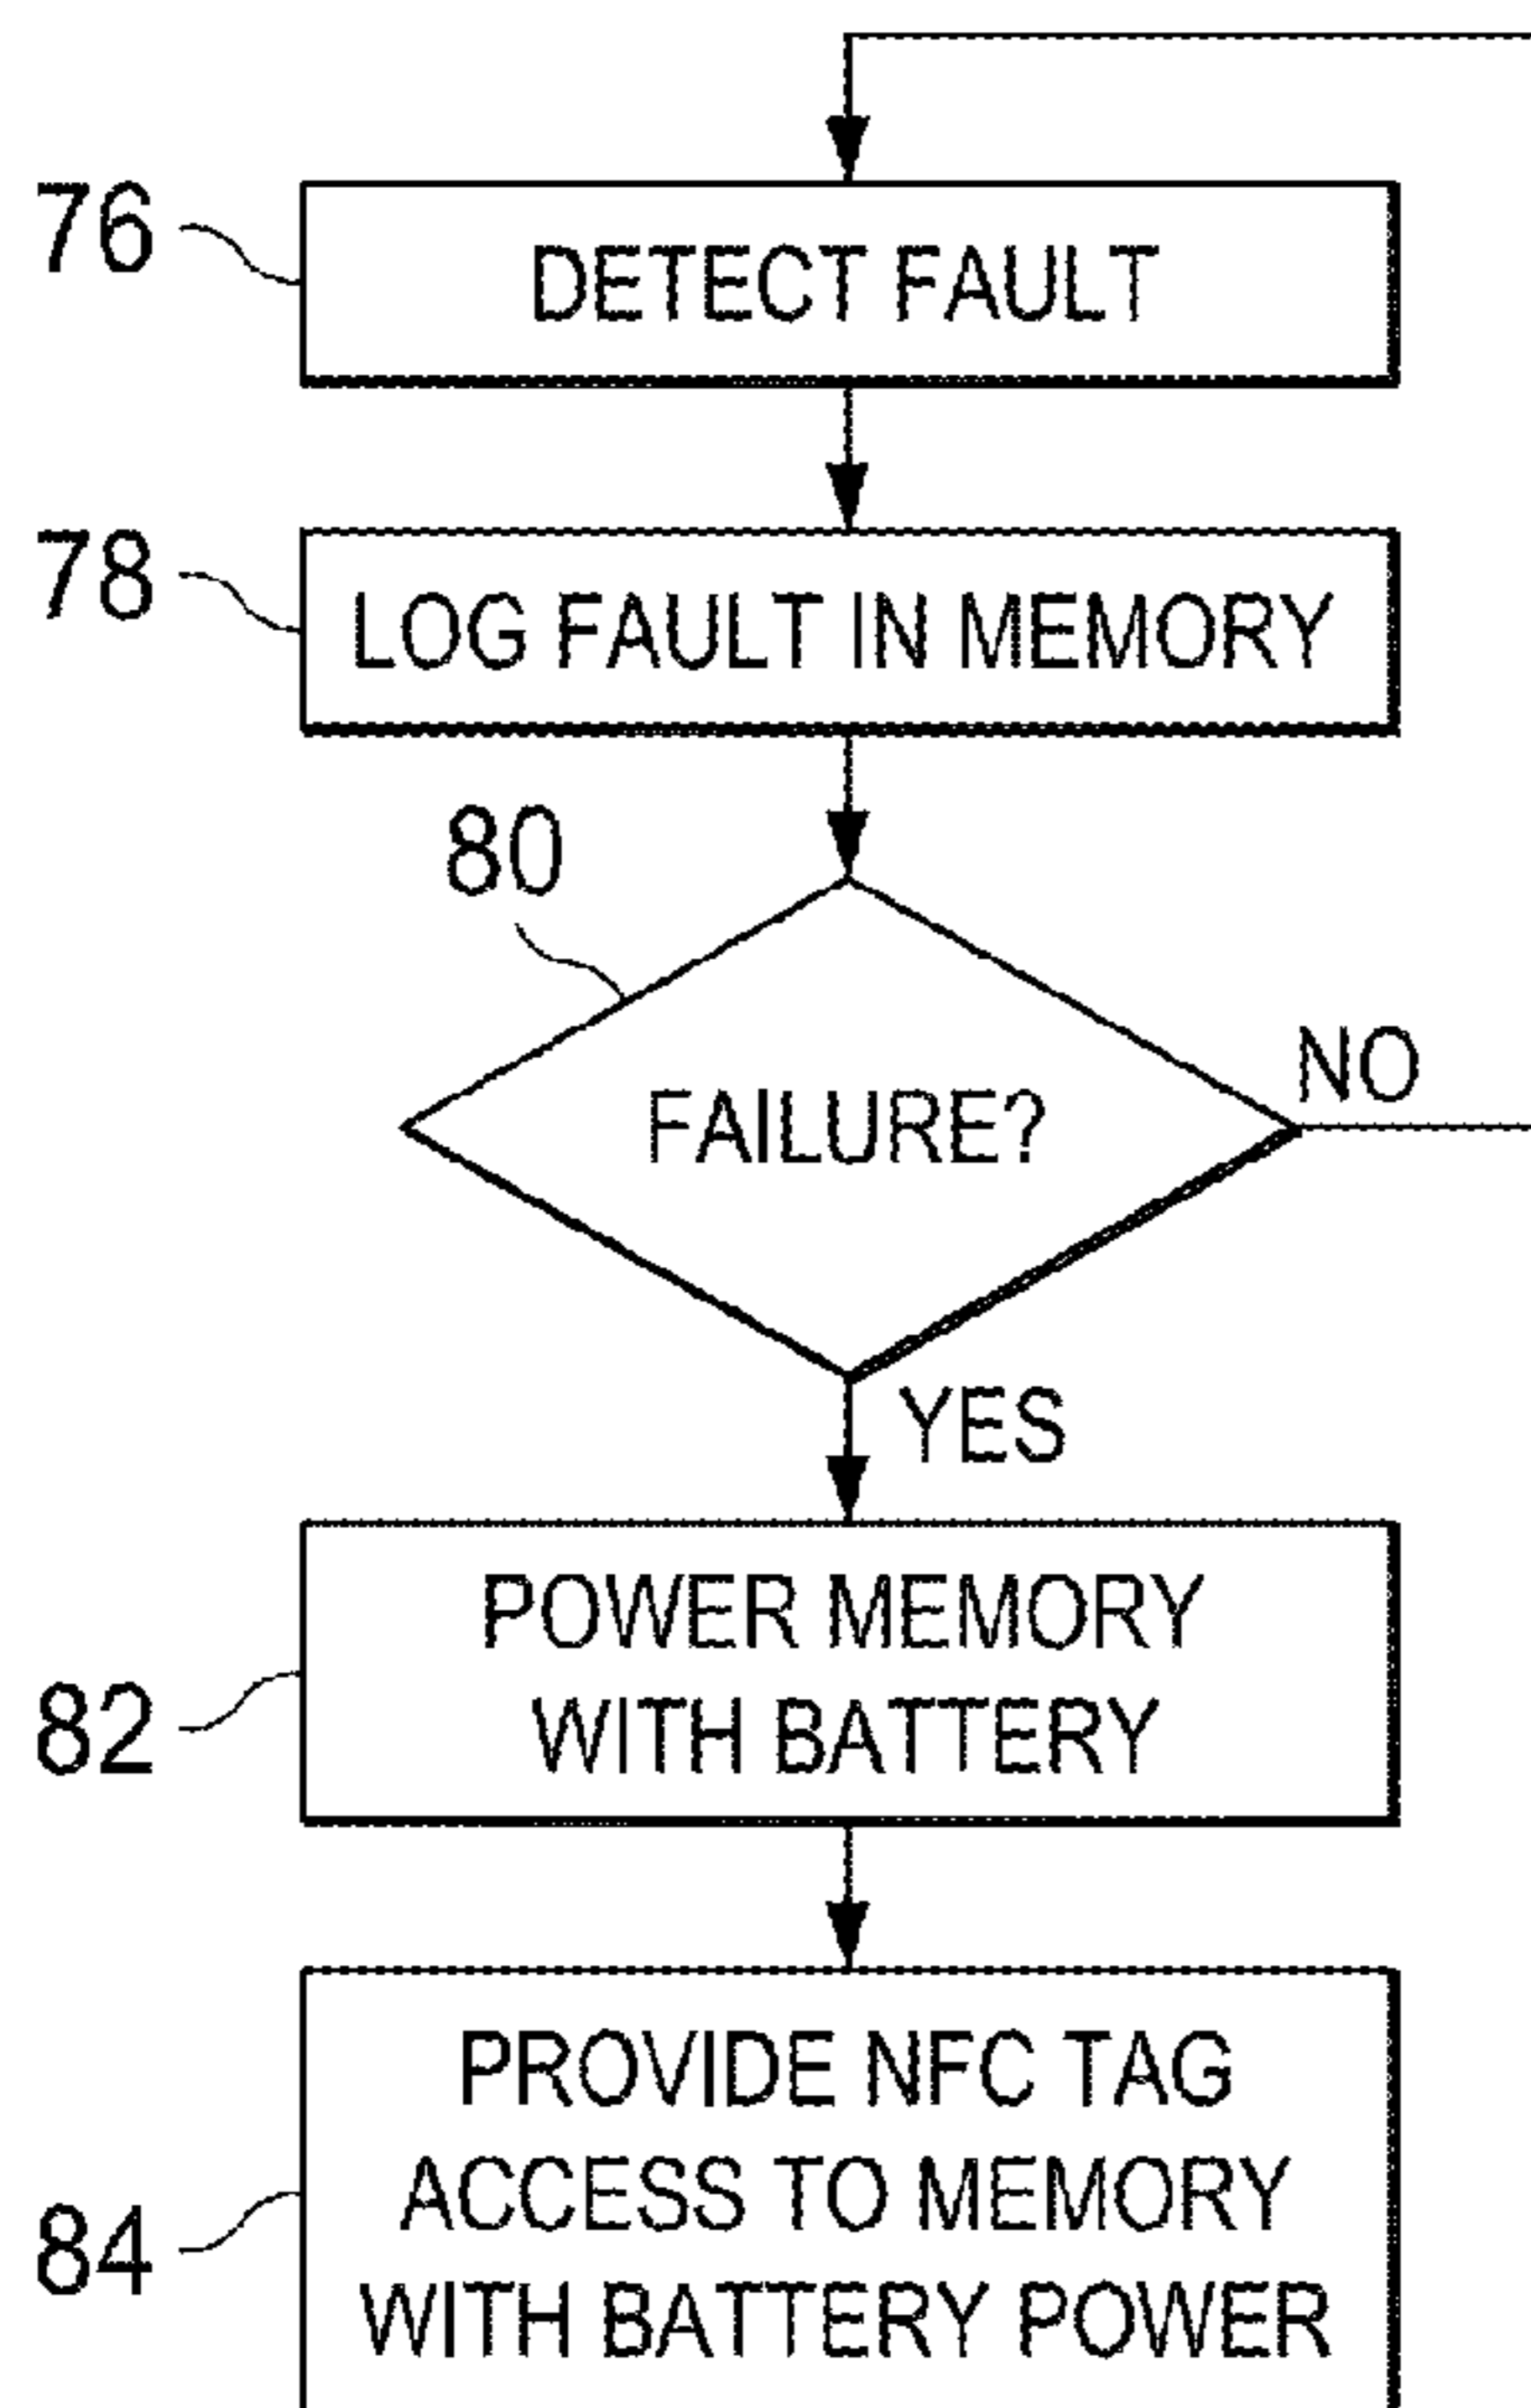 76
DETECT FAULT
78
LOG FAULT IN MEMORY
80
FAILURE?
NO
YES
82
POWER MEMORY
WITH BATTERY
84
PROVIDE NFC TAG
ACCESS TO MEMORY
WITH BATTERY POWER